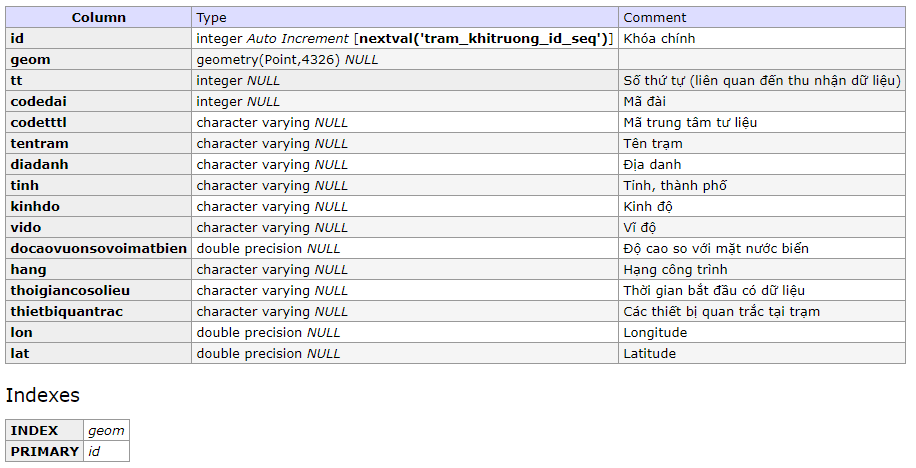 Column Type Comment
id integer Auto Increment [nextval('tram_khitruong_id_seq')] Khóa chính
geom geometry(Point,4326) NULL
tt integer NULL Số thứ tự (liên quan đến thu nhận dữ liệu)
codedai integer NULL Mã đài
codetttl character varying NULL Mã trung tâm tư liệu
tentram character varying NULL Tên trạm
diadanh character varying NULL Địa danh
tinh character varying NULL Tỉnh, thành phố
kinhdo character varying NULL Kinh độ
vido character varying NULL Vĩ độ
docaovuonsovoimatbien double precision NULL Độ cao so với mặt nước biển
hang character varying NULL Hạng công trình
thoigiancosolieu character varying NULL Thời gian bắt đầu có dữ liệu
thietbiquantrac character varying NULL Các thiết bị quan trắc tại trạm
lon double precision NULL Longitude
lat double precision NULL Latitude
Indexes
INDEX geom
PRIMARY id